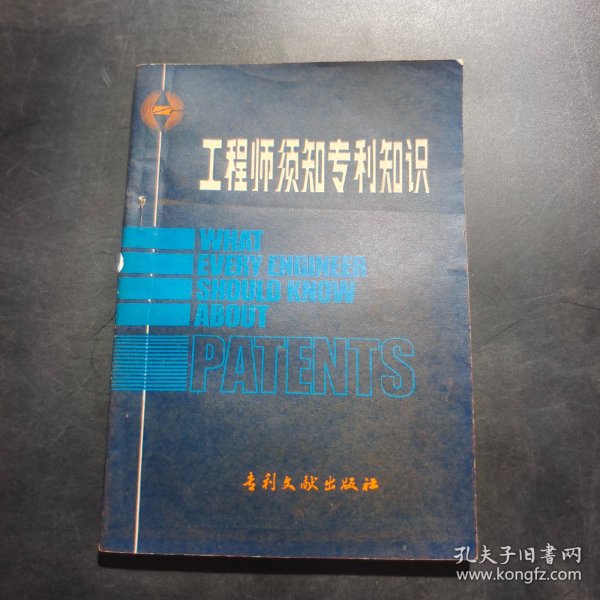 工程师须知专利知识
WHAT
EVERY ENGINEER
SHOULD KNOW
ABOUT
PATENTS
专利文献出版社
孔夫子旧书网
www.kongfz.com